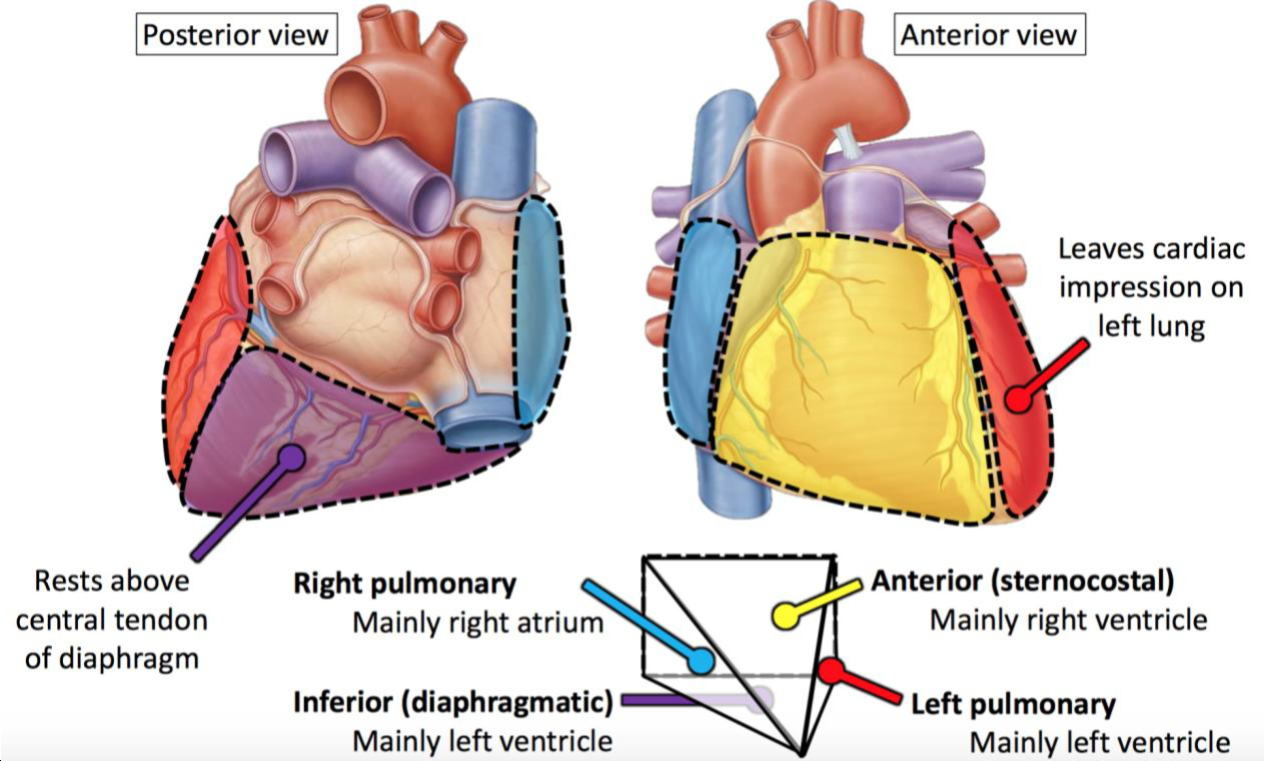 Posterior view
Anterior view
Leaves cardiac
impression on
left lung
Rests above
central tendon
of diaphragm
Right pulmonary
Mainly right atrium
Anterior (sternocostal)
Mainly right ventricle
Inferior (diaphragmatic)
Mainly left ventricle
Left pulmonary
Mainly left ventricle